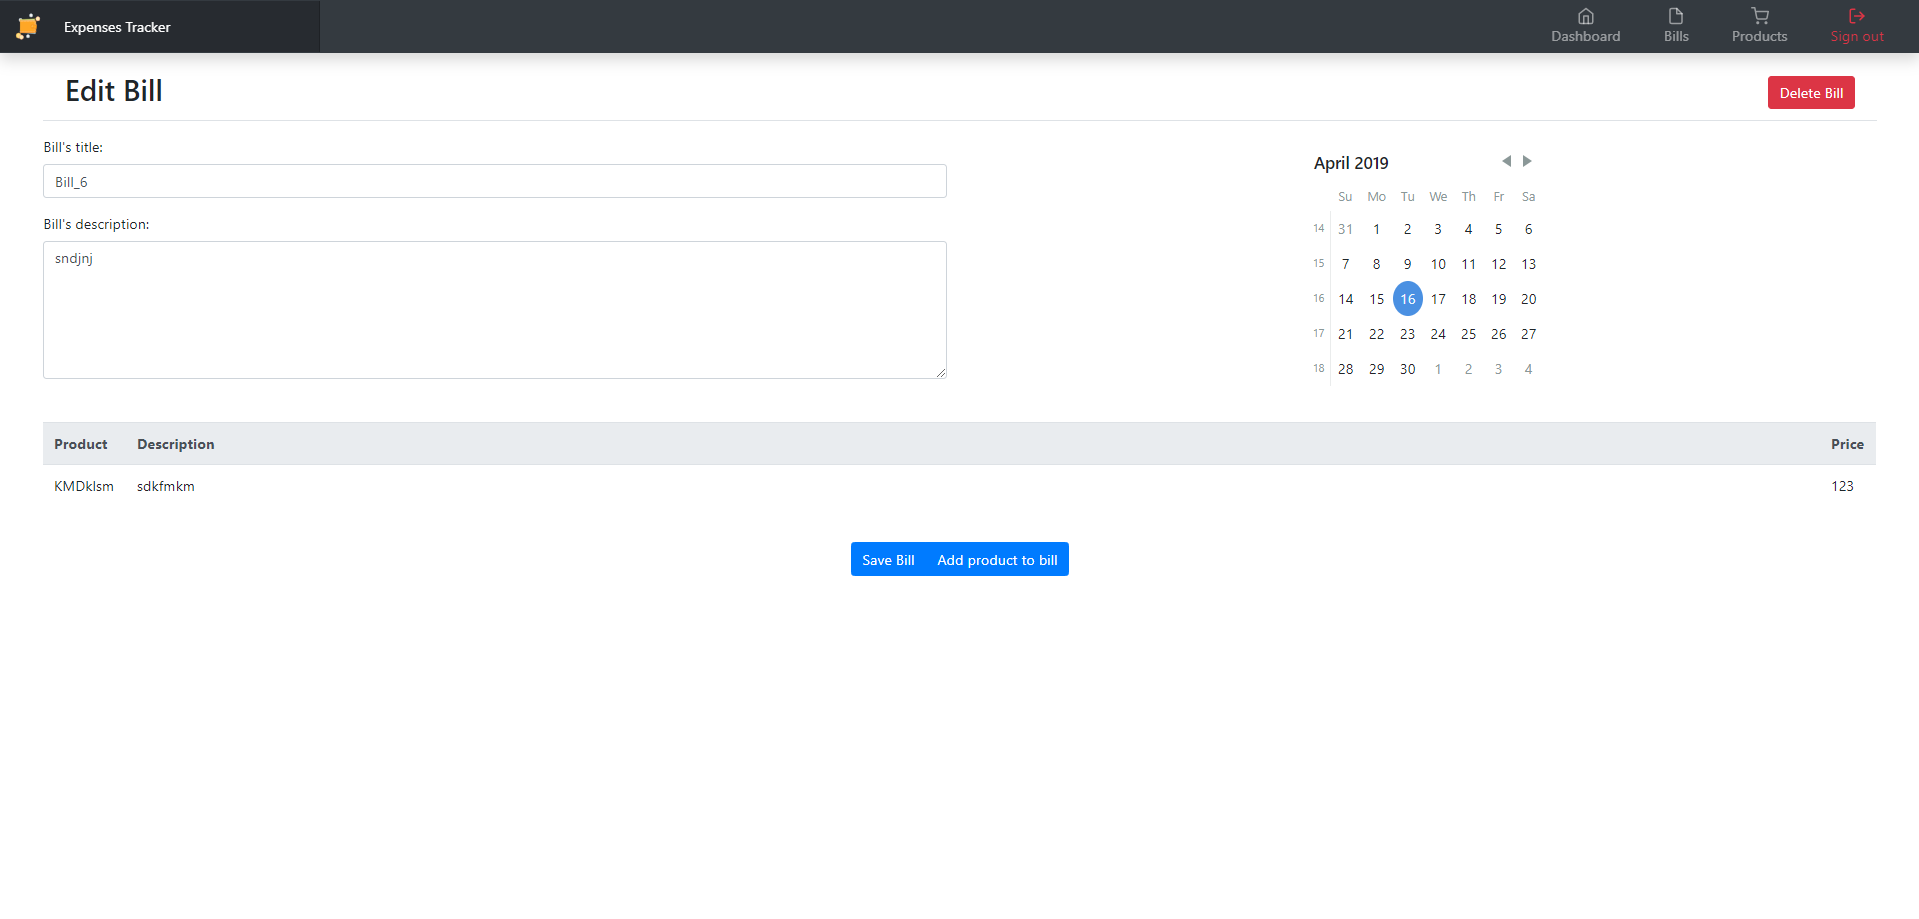 Expenses Tracker
Dashboard
Bills
Products
Sign out
Edit Bill
Delete Bill
Bill's title:
Bill_6
Bill's description:
sndjnj
April 2019
Su Mo Tu We Th Fr Sa
14 31 1 2 3 4 5 6
15 7 8 9 10 11 12 13
16 14 15 16 17 18 19 20
17 21 22 23 24 25 26 27
18 28 29 30 1 2 3 4
Product Description Price
KMDklsm sdkfmkm 123
Save Bill
Add product to bill